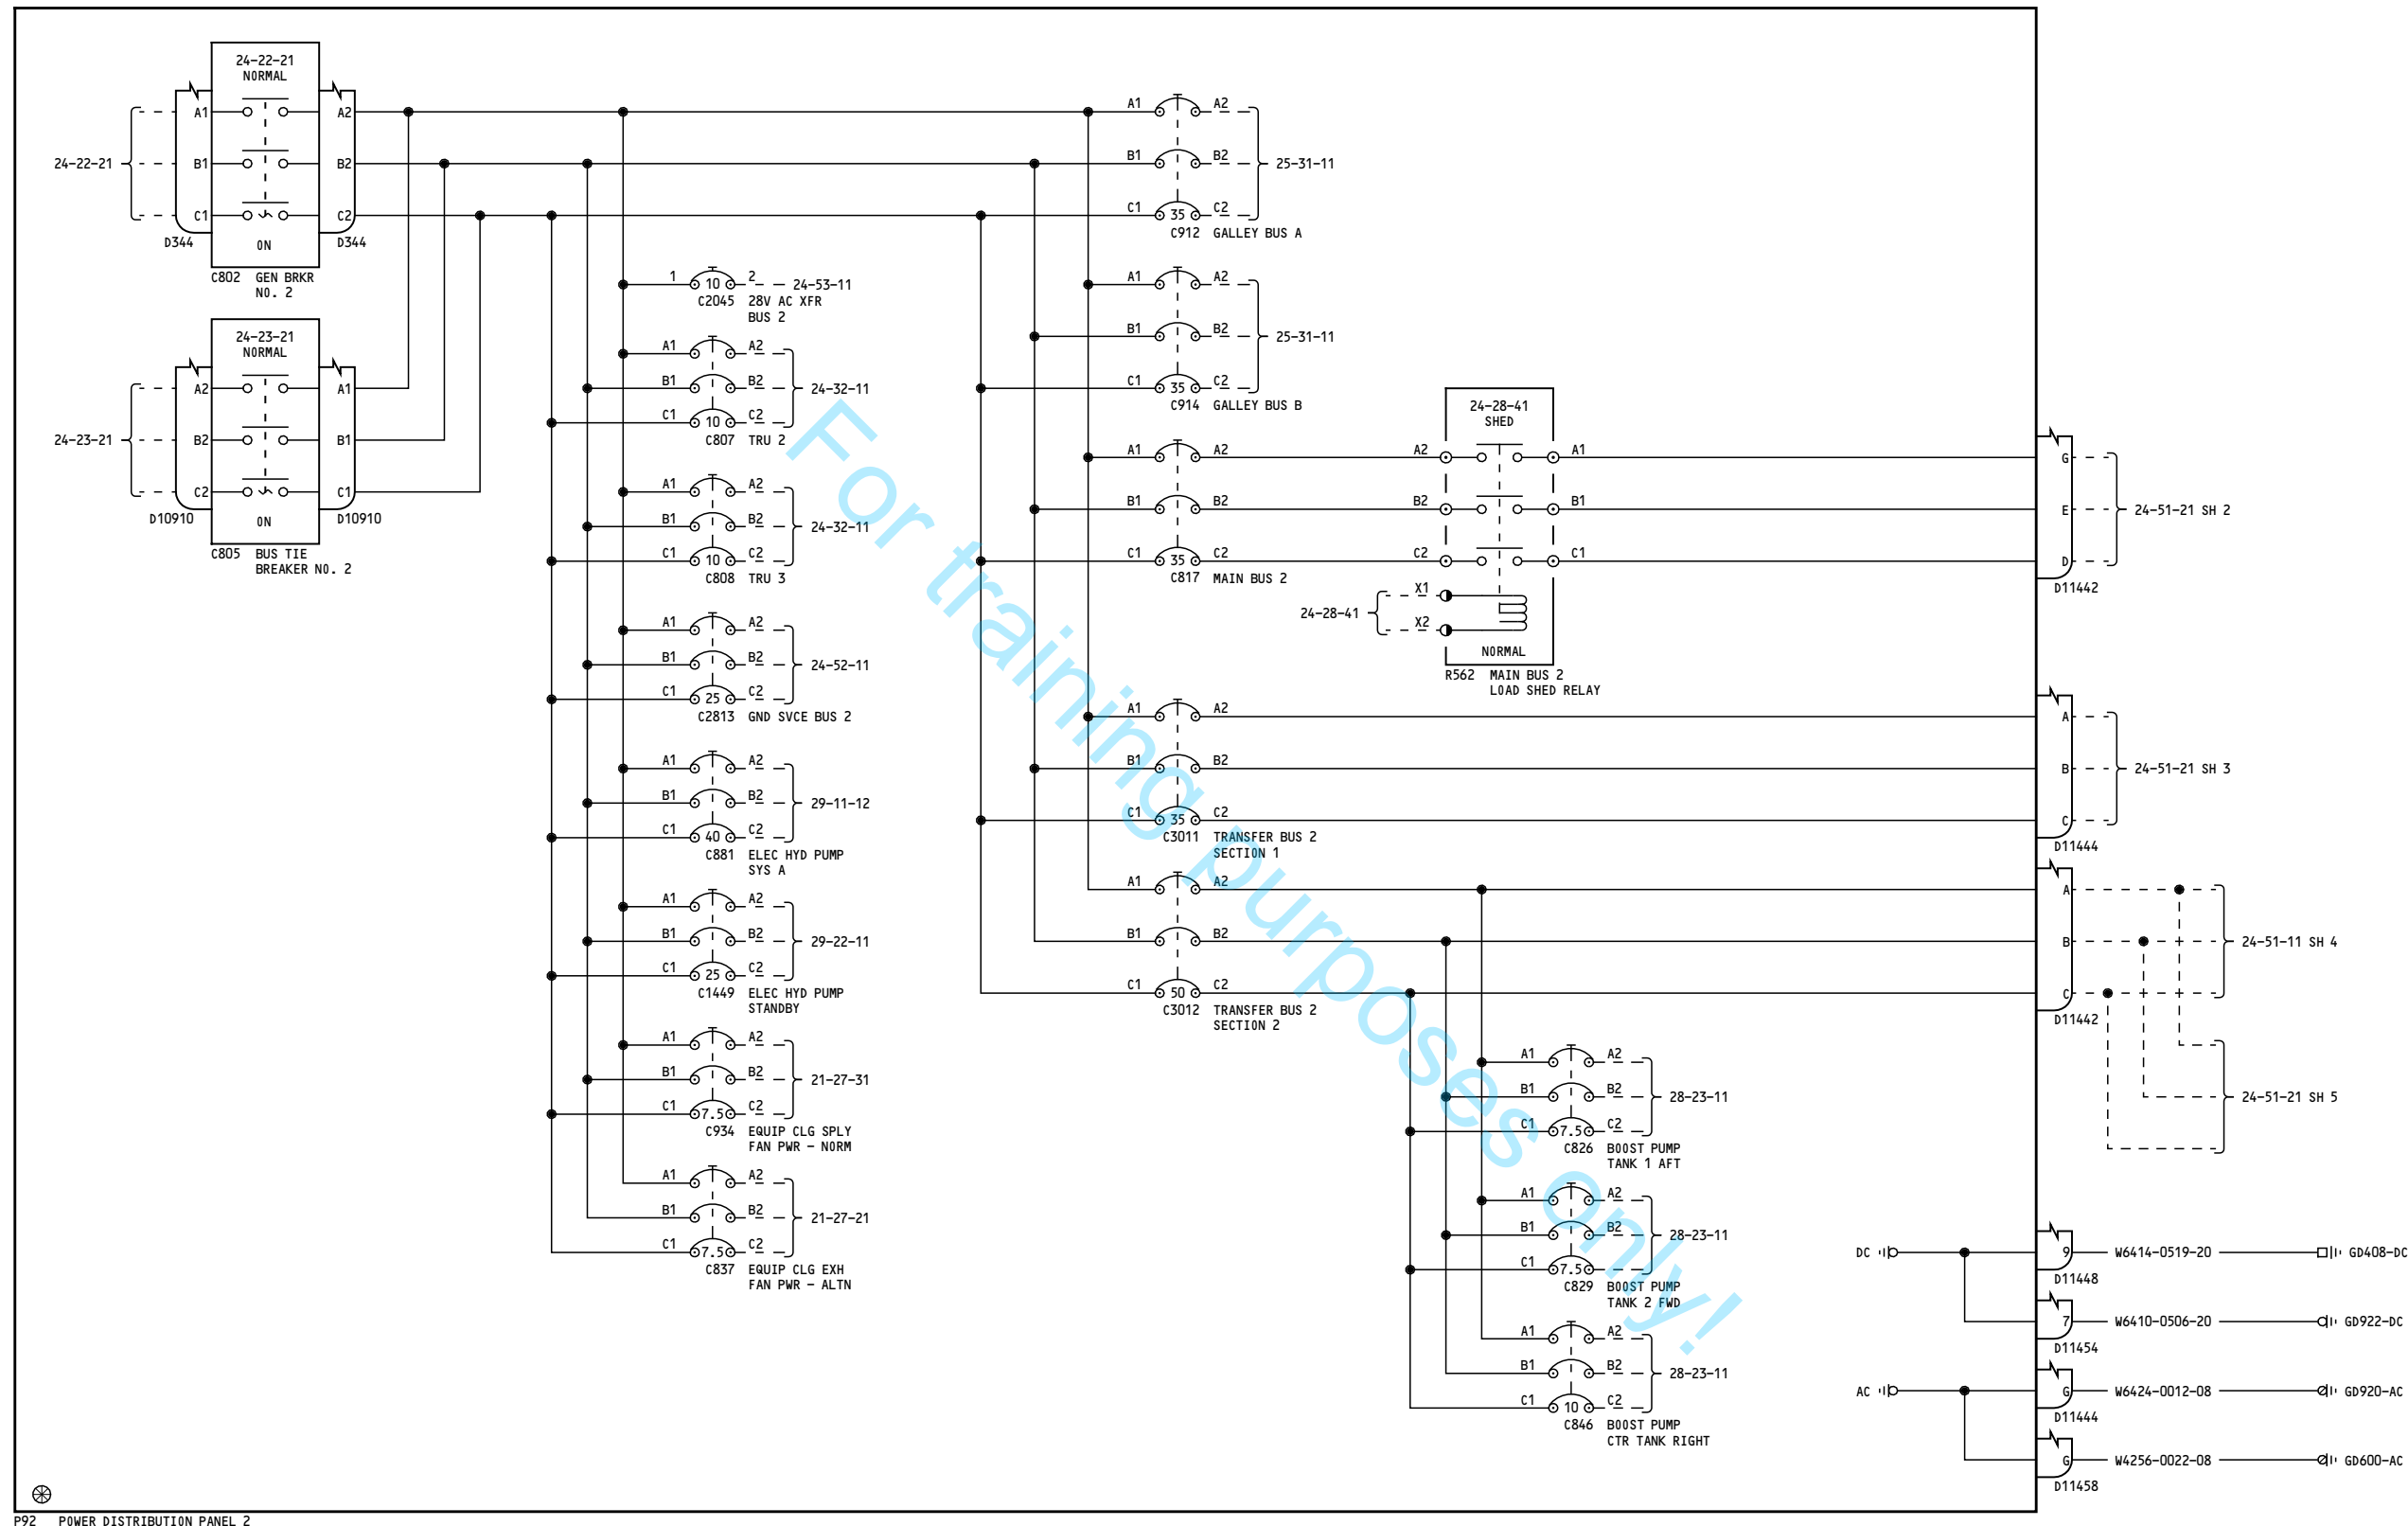 24-22-21
NORMAL
A1
A2
24-22-21
B1
B2
C1
C2
D344
ON
D344
C802 GEN BRKR
NO. 2
24-23-21
NORMAL
A2
A1
24-23-21
B2
B1
C2
C1
D10910
ON
D10910
C805 BUS TIE
BREAKER NO. 2
1 10 2 24-53-11
C2045 28V AC XFR
BUS 2
A1 A2
B1 B2 24-32-11
C1 10 C2
C807 TRU 2
A1 A2
B1 B2 24-32-11
C1 10 C2
C808 TRU 3
A1 A2
B1 B2 24-52-11
C1 25 C2
C2813 GND SVCE BUS 2
A1 A2
B1 B2 29-11-12
C1 40 C2
C881 ELEC HYD PUMP
SYS A
A1 A2
B1 B2 29-22-11
C1 25 C2
C1449 ELEC HYD PUMP
STANDBY
A1 A2
B1 B2 21-27-31
C1 7.5 C2
C934 EQUIP CLG SPLY
FAN PWR - NORM
A1 A2
B1 B2 21-27-21
C1 7.5 C2
C837 EQUIP CLG EXH
FAN PWR - ALTN
A1 A2
B1 B2 25-31-11
C1 35 C2
C912 GALLEY BUS A
A1 A2
B1 B2 25-31-11
C1 35 C2
C914 GALLEY BUS B
A1 A2
B1 B2
C1 35 C2
C817 MAIN BUS 2
24-28-41
SHED
A2 A1
B2 B1
C2 C1
X1
24-28-41
X2
NORMAL
R562 MAIN BUS 2
LOAD SHED RELAY
A1 A2
B1 B2
C1 35 C2
C3011 TRANSFER BUS 2
SECTION 1
A1 A2
B1 B2
C1 50 C2
C3012 TRANSFER BUS 2
SECTION 2
A1 A2
B1 B2 28-23-11
C1 7.5 C2
C826 BOOST PUMP
TANK 1 AFT
A1 A2
B1 B2 28-23-11
C1 7.5 C2
C829 BOOST PUMP
TANK 2 FWD
A1 A2
B1 B2 28-23-11
C1 10 C2
C846 BOOST PUMP
CTR TANK RIGHT
G
E 24-51-21 SH 2
D
D11442
A
B 24-51-21 SH 3
C
D11444
A
B 24-51-11 SH 4
C
D11442
24-51-21 SH 5
DC 9 W6414-0519-20 GD408-DC
D11448
7 W6410-0506-20 GD922-DC
D11454
AC G W6424-0012-08 GD920-AC
D11444
G W4256-0022-08 GD600-AC
D11458
P92 POWER DISTRIBUTION PANEL 2
For training purposes only!